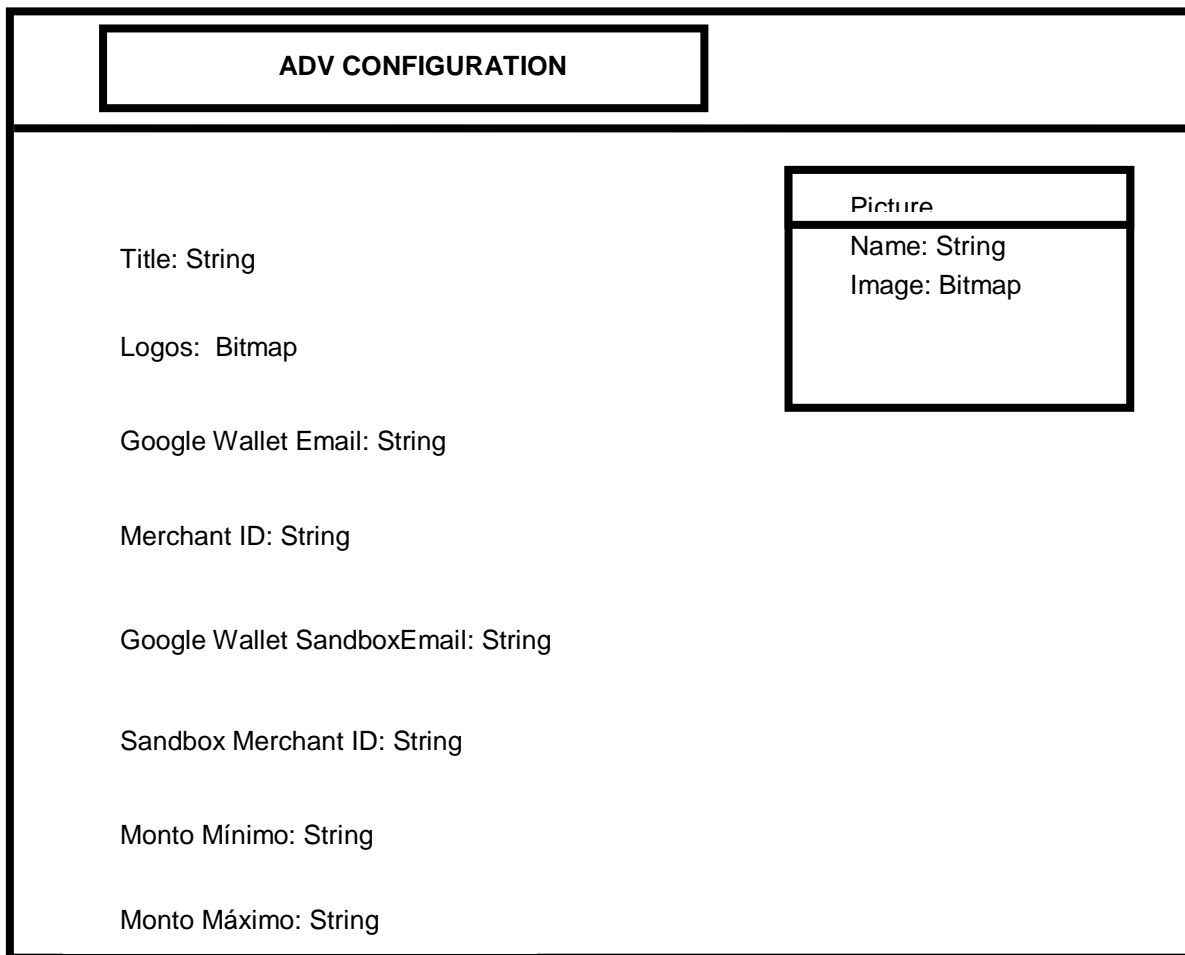 ADV CONFIGURATION
Picture
Name: String
Image: Bitmap
Title: String
Logos:  Bitmap
Google Wallet Email: String
Merchant ID: String
Google Wallet SandboxEmail: String
Sandbox Merchant ID: String
Monto Mínimo: String
Monto Máximo: String